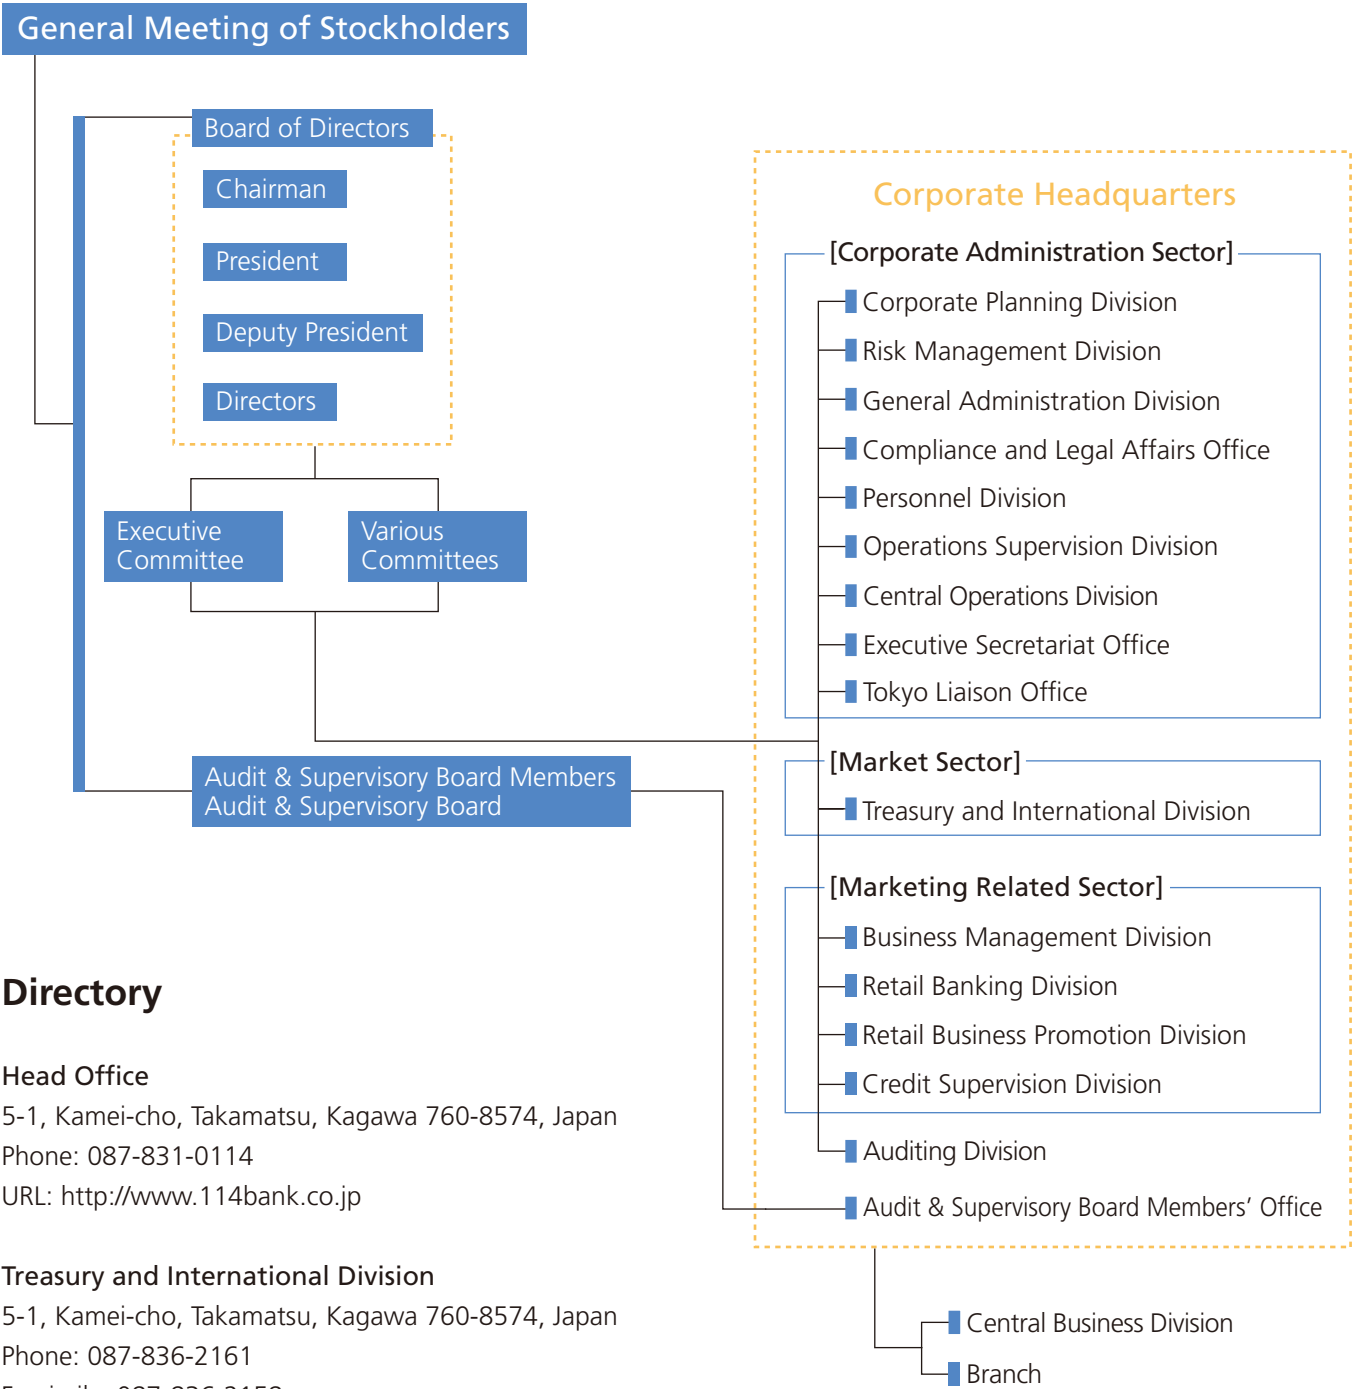 General Meeting of Stockholders
Board of Directors
Chairman
President
Deputy President
Directors
Executive
Committee
Various
Committees
Audit & Supervisory Board Members
Audit & Supervisory Board
Corporate Headquarters
[Corporate Administration Sector]
Corporate Planning Division
Risk Management Division
General Administration Division
Compliance and Legal Affairs Office
Personnel Division
Operations Supervision Division
Central Operations Division
Executive Secretariat Office
Tokyo Liaison Office
[Market Sector]
Treasury and International Division
[Marketing Related Sector]
Business Management Division
Retail Banking Division
Retail Business Promotion Division
Credit Supervision Division
Auditing Division
Audit & Supervisory Board Members’ Office
Central Business Division
Branch
Directory
Head Office
5-1, Kamei-cho, Takamatsu, Kagawa 760-8574, Japan
Phone: 087-831-0114
URL: http://www.114bank.co.jp
Treasury and International Division
5-1, Kamei-cho, Takamatsu, Kagawa 760-8574, Japan
Phone: 087-836-2161